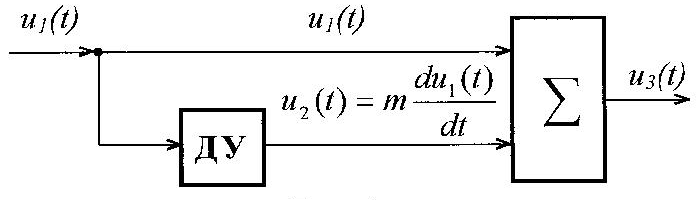 u₁(t)
u₁(t)
u₂(t) = m du₁(t)/dt
Σ
u₃(t)
ДУ